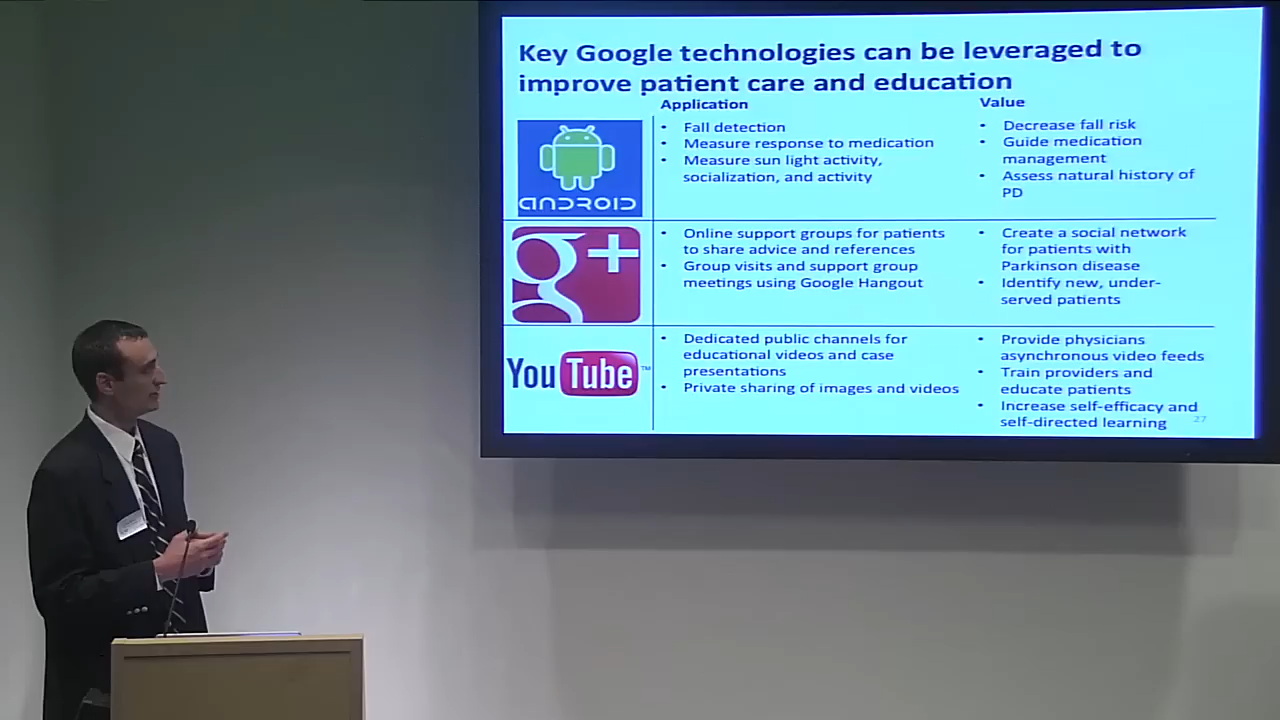 Key Google technologies can be leveraged to
improve patient care and education
Application
Value
ANDROID
• Fall detection
• Measure response to medication
• Measure sun light activity,
socialization, and activity
• Decrease fall risk
• Guide medication
management
• Assess natural history of
PD
g+
• Online support groups for patients
to share advice and references
• Group visits and support group
meetings using Google Hangout
• Create a social network
for patients with
Parkinson disease
• Identify new, under-
served patients
YouTube™
• Dedicated public channels for
educational videos and case
presentations
• Private sharing of images and videos
• Provide physicians
asynchronous video feeds
• Train providers and
educate patients
• Increase self-efficacy and
self-directed learning
27